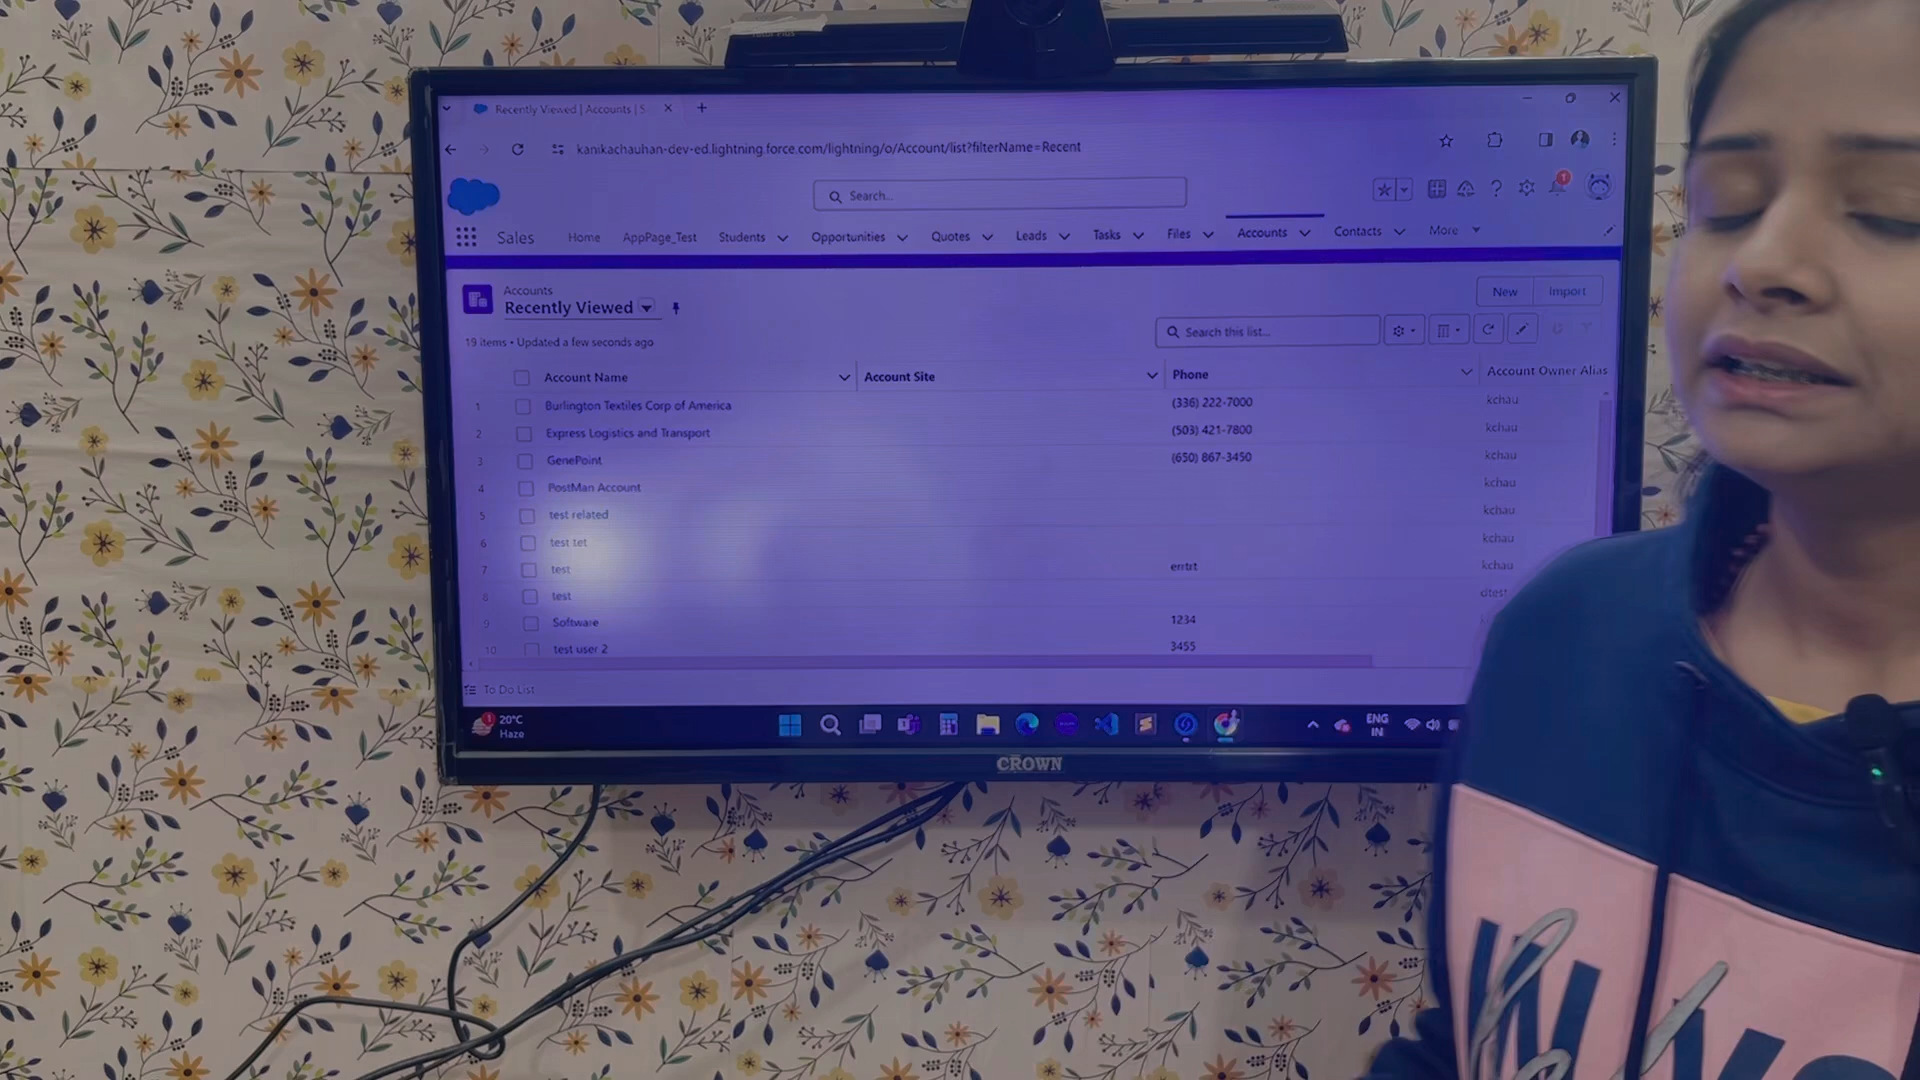 Recently Viewed | Accounts | S
kanikachauhan-dev-ed.lightning.force.com/lightning/o/Account/list?filterName=Recent
Search...
1
Sales Home AppPage_Test Students Opportunities Quotes Leads Tasks Files Accounts Contacts More
Accounts
Recently Viewed
New Import
19 items • Updated a few seconds ago
Search this list...
Account Name Account Site Phone Account Owner Alias
1 Burlington Textiles Corp of America (336) 222-7000 kchau
2 Express Logistics and Transport (503) 421-7800 kchau
3 GenePoint (650) 867-3450 kchau
4 PostMan Account kchau
5 test related kchau
6 test tet kchau
7 test errtrt kchau
8 test dtest
9 Software 1234
10 test user 2 3455
To Do List
1 20°C
Haze
ENG
IN
CROWN